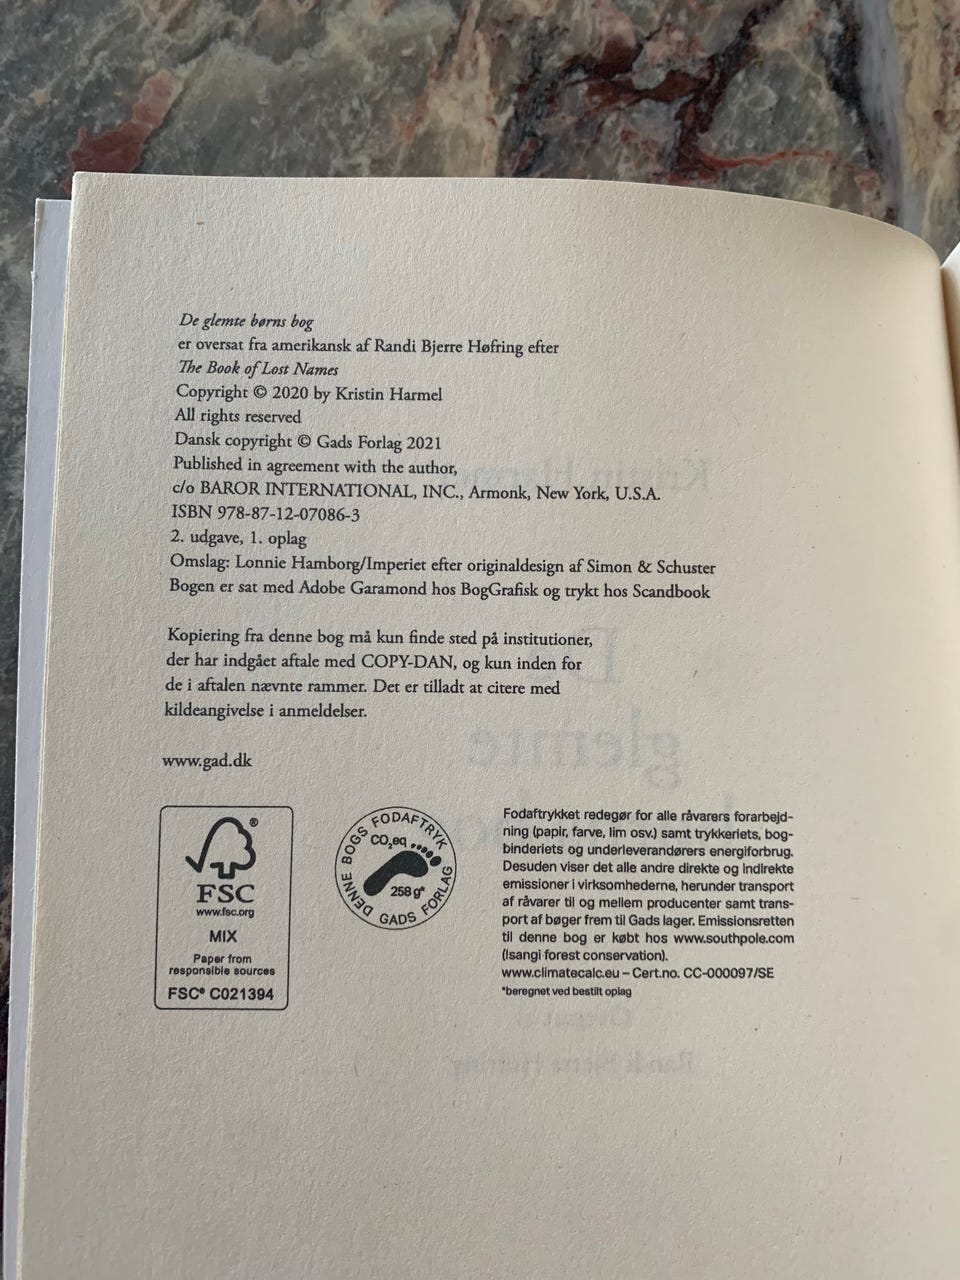 De glemte børns bog
er oversat fra amerikansk af Randi Bjerre Høfring efter
The Book of Lost Names
Copyright © 2020 by Kristin Harmel
All rights reserved
Dansk copyright © Gads Forlag 2021
Published in agreement with the author,
c/o BAROR INTERNATIONAL, INC., Armonk, New York, U.S.A.
ISBN 978-87-12-07086-3
2. udgave, 1. oplag
Omslag: Lonnie Hamborg/Imperiet efter originaldesign af Simon & Schuster
Bogen er sat med Adobe Garamond hos BogGrafisk og trykt hos Scandbook
Kopiering fra denne bog må kun finde sted på institutioner,
der har indgået aftale med COPY-DAN, og kun inden for
de i aftalen nævnte rammer. Det er tilladt at citere med
kildeangivelse i anmeldelser.
www.gad.dk
FSC®
www.fsc.org
MIX
Paper from
responsible sources
FSC® C021394
DENNE BOGS FODAFTRYK
CO₂eq
258 g*
GADS FORLAG
Fodaftrykket redegør for alle råvarers forarbejd-
ning (papir, farve, lim osv.) samt trykkeriets, bog-
binderiets og underleverandørers energiforbrug.
Desuden viser det alle andre direkte og indirekte
emissioner i virksomhederne, herunder transport
af råvarer til og mellem producenter samt trans-
port af bøger frem til Gads lager. Emissionsretten
til denne bog er købt hos www.southpole.com
(Isangi forest conservation).
www.climatecalc.eu – Cert.no. CC-000097/SE
*beregnet ved bestilt oplag